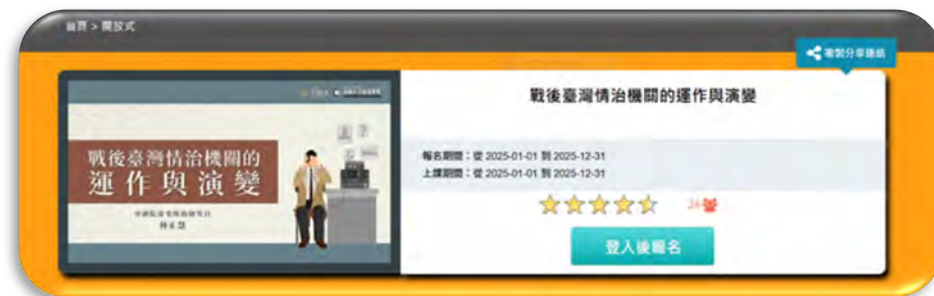 首頁 > 開放式
複製分享連結
戰後臺灣情治機關的
運作與演變
戰後臺灣情治機關的運作與演變
報名期間：從 2025-01-01 到 2025-12-31
上課期間：從 2025-01-01 到 2025-12-31
登入後報名